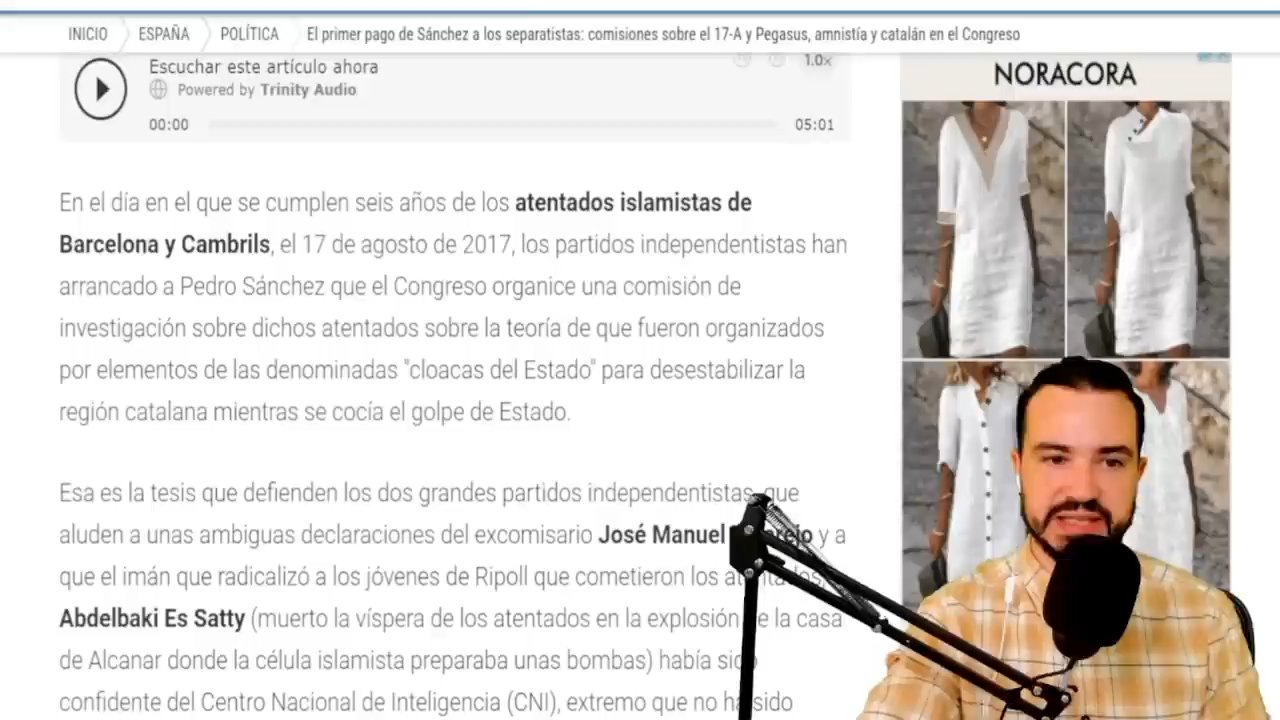 INICIO ESPAÑA POLÍTICA El primer pago de Sánchez a los separatistas: comisiones sobre el 17-A y Pegasus, amnistía y catalán en el Congreso
Escuchar este artículo ahora
1.0x
Powered by Trinity Audio
00:00
05:01
NORACORA
En el día en el que se cumplen seis años de los atentados islamistas de
Barcelona y Cambrils, el 17 de agosto de 2017, los partidos independentistas han
arrancado a Pedro Sánchez que el Congreso organice una comisión de
investigación sobre dichos atentados sobre la teoría de que fueron organizados
por elementos de las denominadas "cloacas del Estado" para desestabilizar la
región catalana mientras se cocía el golpe de Estado.
Esa es la tesis que defienden los dos grandes partidos independentistas, que
aluden a unas ambiguas declaraciones del excomisario José Manuel y a
que el imán que radicalizó a los jóvenes de Ripoll que cometieron los atentados,
Abdelbaki Es Satty (muerto la víspera de los atentados en la explosión de la casa
de Alcanar donde la célula islamista preparaba unas bombas) había sido
confidente del Centro Nacional de Inteligencia (CNI), extremo que no ha sido